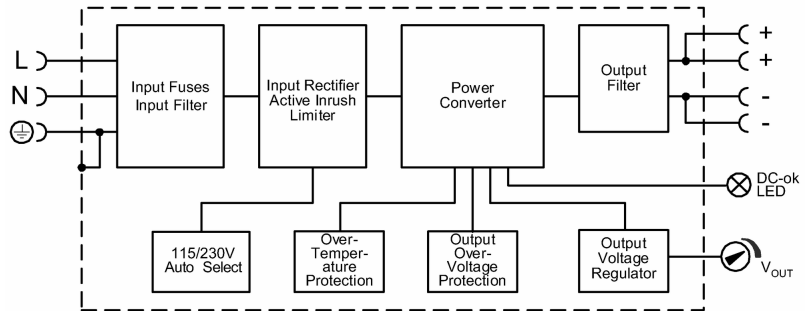 L
N
Input Fuses
Input Filter
Input Rectifier
Active Inrush
Limiter
Power
Converter
Output
Filter
+
+
-
-
DC-ok
LED
115/230V
Auto Select
Over-
Temper-
ature
Protection
Output
Over-
Voltage
Protection
Output
Voltage
Regulator
VOUT